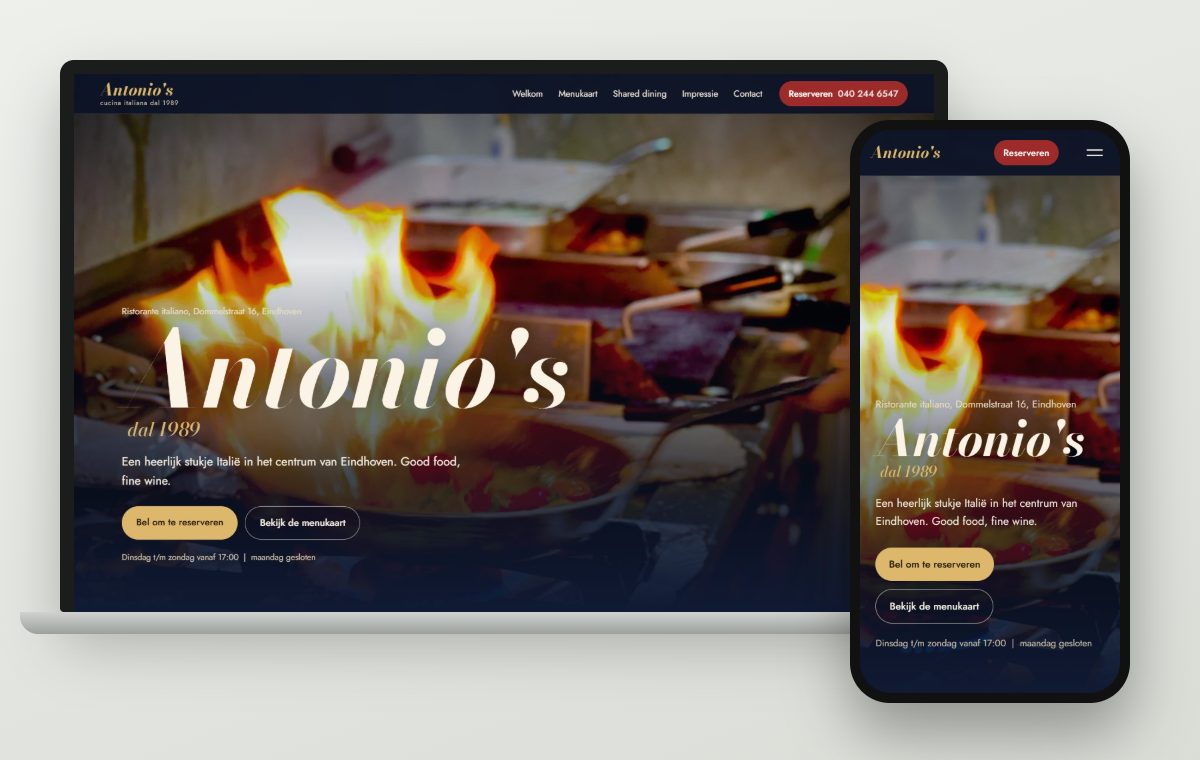 Antonio's
cucina italiana dal 1989
Welkom Menukaart Shared dining Impressie Contact Reserveren 040 244 6547
Ristorante italiano, Dommelstraat 16, Eindhoven
Antonio's
dal 1989
Een heerlijk stukje Italië in het centrum van Eindhoven. Good food,
fine wine.
Bel om te reserveren Bekijk de menukaart
Dinsdag t/m zondag vanaf 17:00 | maandag gesloten
Antonio's Reserveren
Ristorante italiano, Dommelstraat 16, Eindhoven
Antonio's
dal 1989
Een heerlijk stukje Italië in het centrum van
Eindhoven. Good food, fine wine.
Bel om te reserveren
Bekijk de menukaart
Dinsdag t/m zondag vanaf 17:00 | maandag gesloten